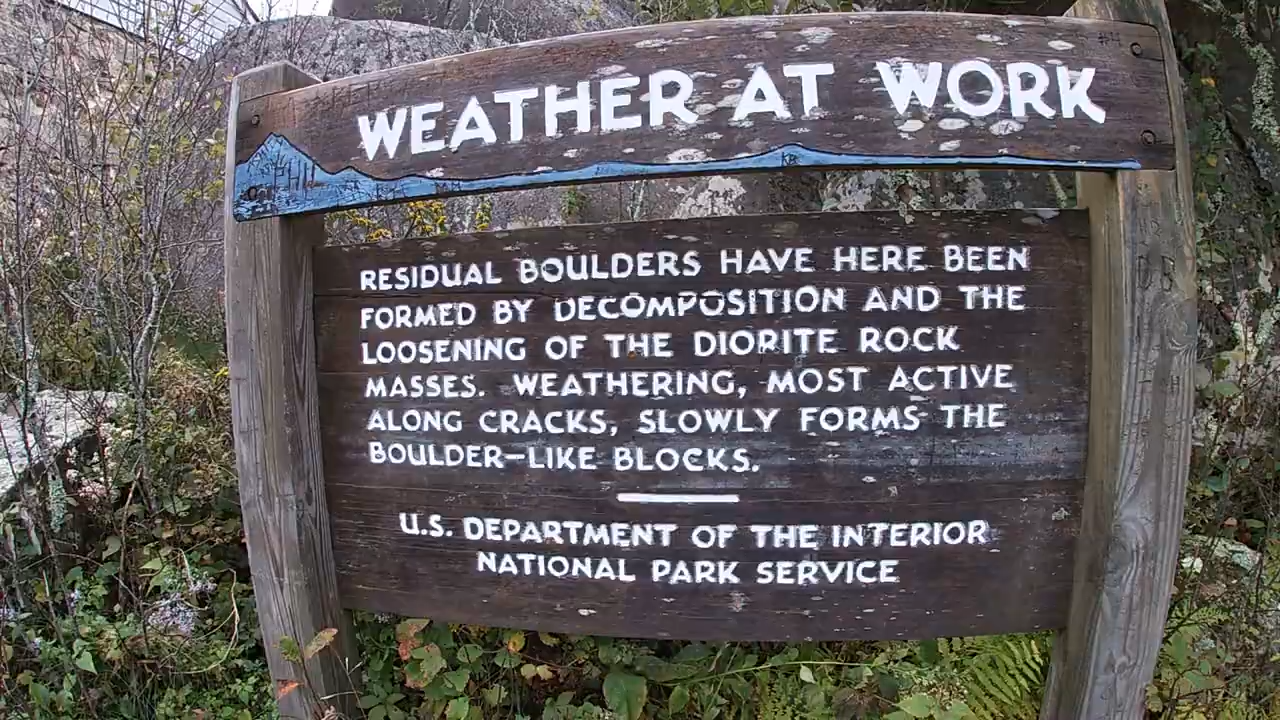 WEATHER AT WORK
RESIDUAL BOULDERS HAVE HERE BEEN
FORMED BY DECOMPOSITION AND THE
LOOSENING OF THE DIORITE ROCK
MASSES. WEATHERING, MOST ACTIVE
ALONG CRACKS, SLOWLY FORMS THE
BOULDER-LIKE BLOCKS.
U.S. DEPARTMENT OF THE INTERIOR
NATIONAL PARK SERVICE